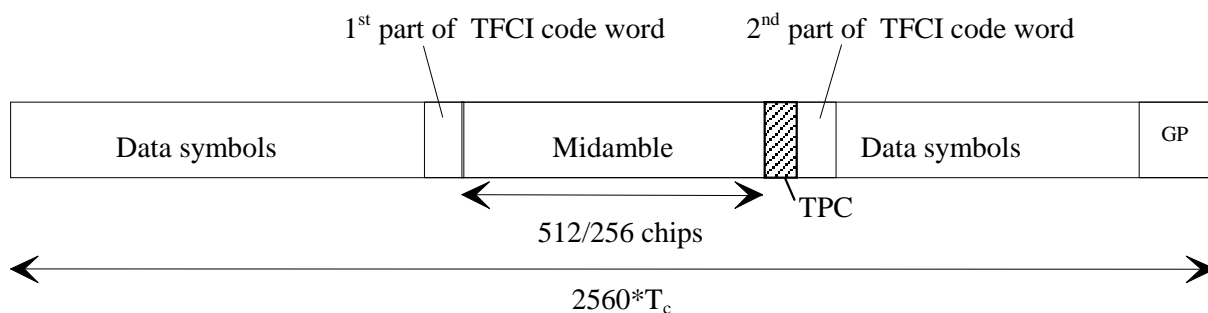 1st part of TFCI code word
2nd part of TFCI code word
Data symbols
Midamble
Data symbols
GP
TPC
512/256 chips
2560*Tc